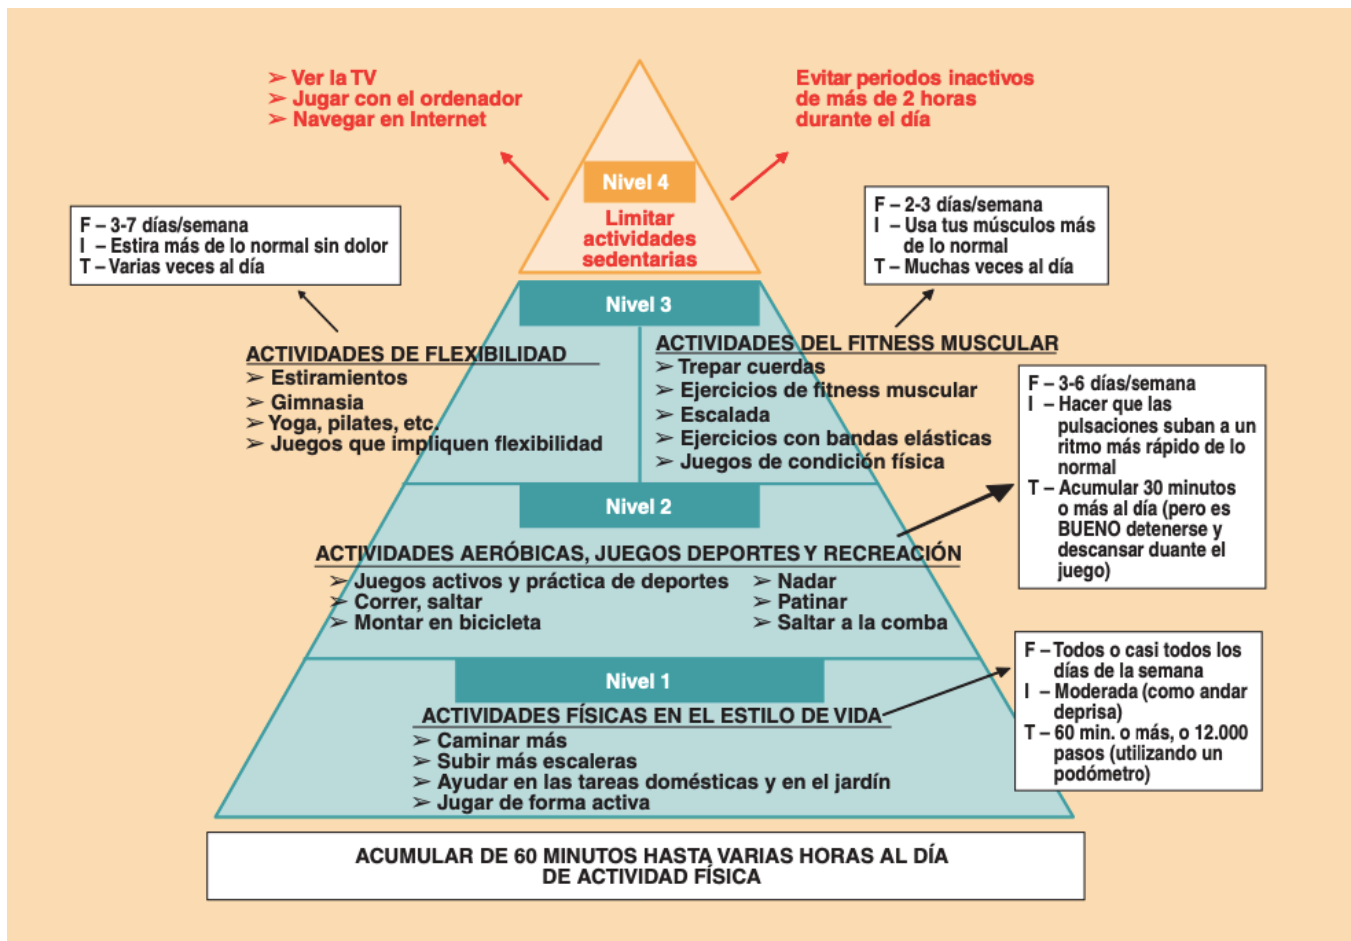 ➢ Ver la TV
➢ Jugar con el ordenador
➢ Navegar en Internet
Evitar periodos inactivos
de más de 2 horas
durante el día
Nivel 4
Limitar
actividades
sedentarias
F – 3-7 días/semana
I – Estira más de lo normal sin dolor
T – Varias veces al día
F – 2-3 días/semana
I – Usa tus músculos más
de lo normal
T – Muchas veces al día
Nivel 3
ACTIVIDADES DE FLEXIBILIDAD
➢ Estiramientos
➢ Gimnasia
➢ Yoga, pilates, etc.
➢ Juegos que impliquen flexibilidad
ACTIVIDADES DEL FITNESS MUSCULAR
➢ Trepar cuerdas
➢ Ejercicios de fitness muscular
➢ Escalada
➢ Ejercicios con bandas elásticas
➢ Juegos de condición física
F – 3-6 días/semana
I – Hacer que las
pulsaciones suban a un
ritmo más rápido de lo
normal
T – Acumular 30 minutos
o más al día (pero es
BUENO detenerse y
descansar duante el
juego)
Nivel 2
ACTIVIDADES AERÓBICAS, JUEGOS DEPORTES Y RECREACIÓN
➢ Juegos activos y práctica de deportes
➢ Correr, saltar
➢ Montar en bicicleta
➢ Nadar
➢ Patinar
➢ Saltar a la comba
F – Todos o casi todos los
días de la semana
I – Moderada (como andar
deprisa)
T – 60 min. o más, o 12.000
pasos (utilizando un
podómetro)
Nivel 1
ACTIVIDADES FÍSICAS EN EL ESTILO DE VIDA
➢ Caminar más
➢ Subir más escaleras
➢ Ayudar en las tareas domésticas y en el jardín
➢ Jugar de forma activa
ACUMULAR DE 60 MINUTOS HASTA VARIAS HORAS AL DÍA
DE ACTIVIDAD FÍSICA